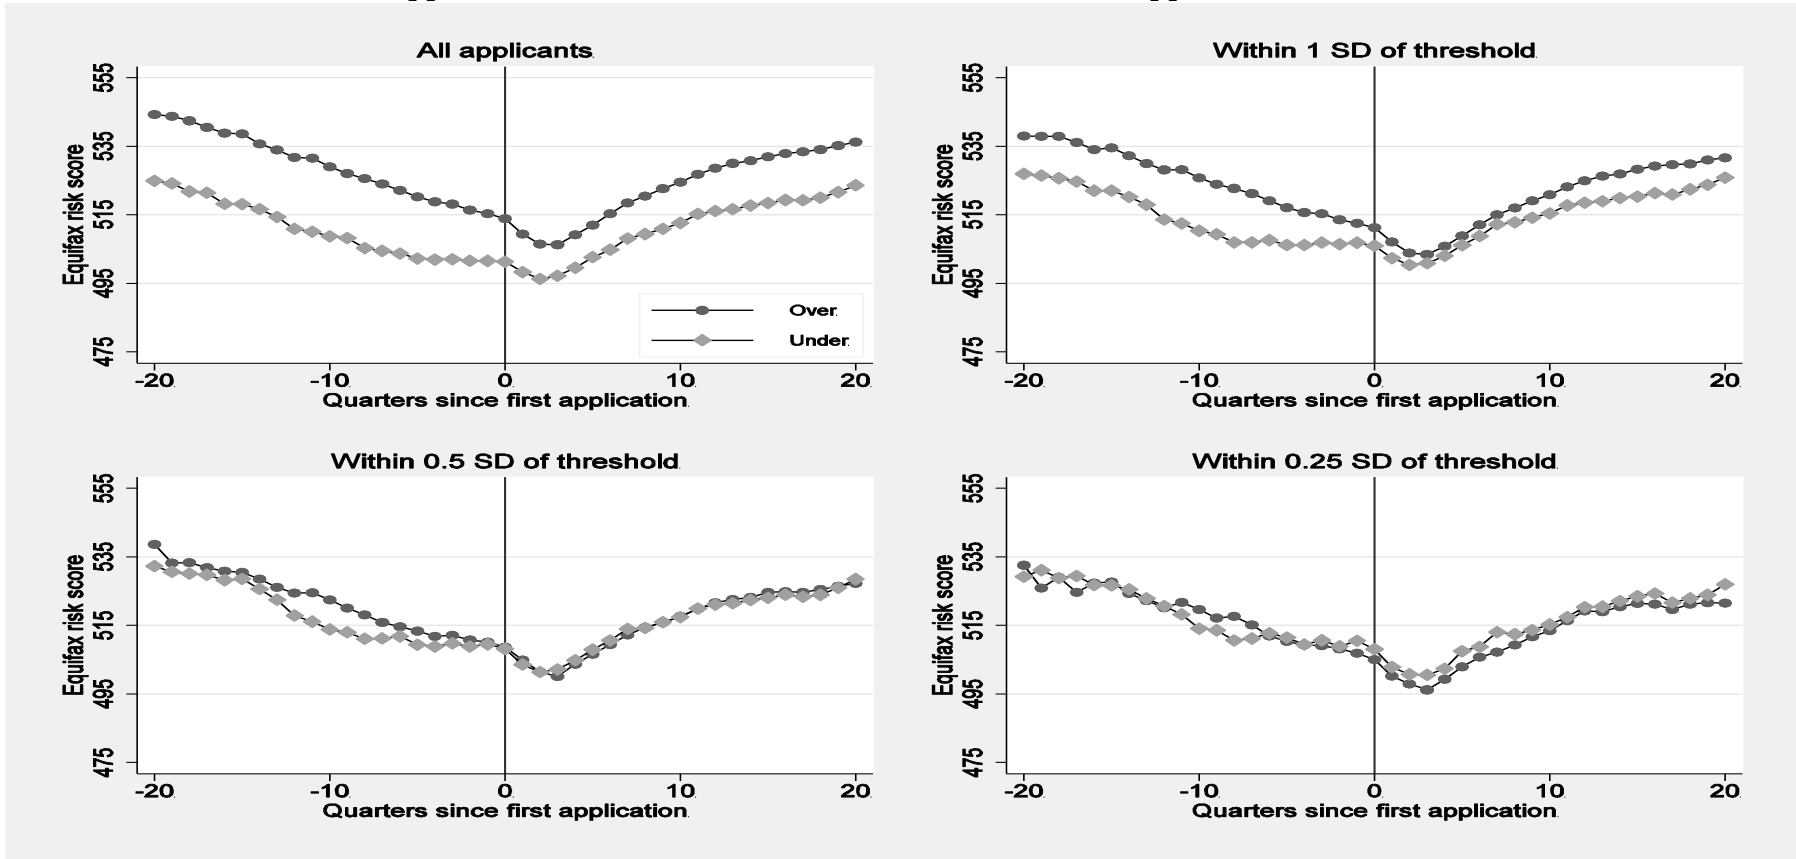 All applicants
Equifax risk score
555
535
515
495
475
Over
Under
-20 -10 0 10 20
Quarters since first application
Within 1 SD of threshold
Equifax risk score
555
535
515
495
475
-20 -10 0 10 20
Quarters since first application
Within 0.5 SD of threshold
Equifax risk score
555
535
515
495
475
-20 -10 0 10 20
Quarters since first application
Within 0.25 SD of threshold
Equifax risk score
555
535
515
495
475
-20 -10 0 10 20
Quarters since first application